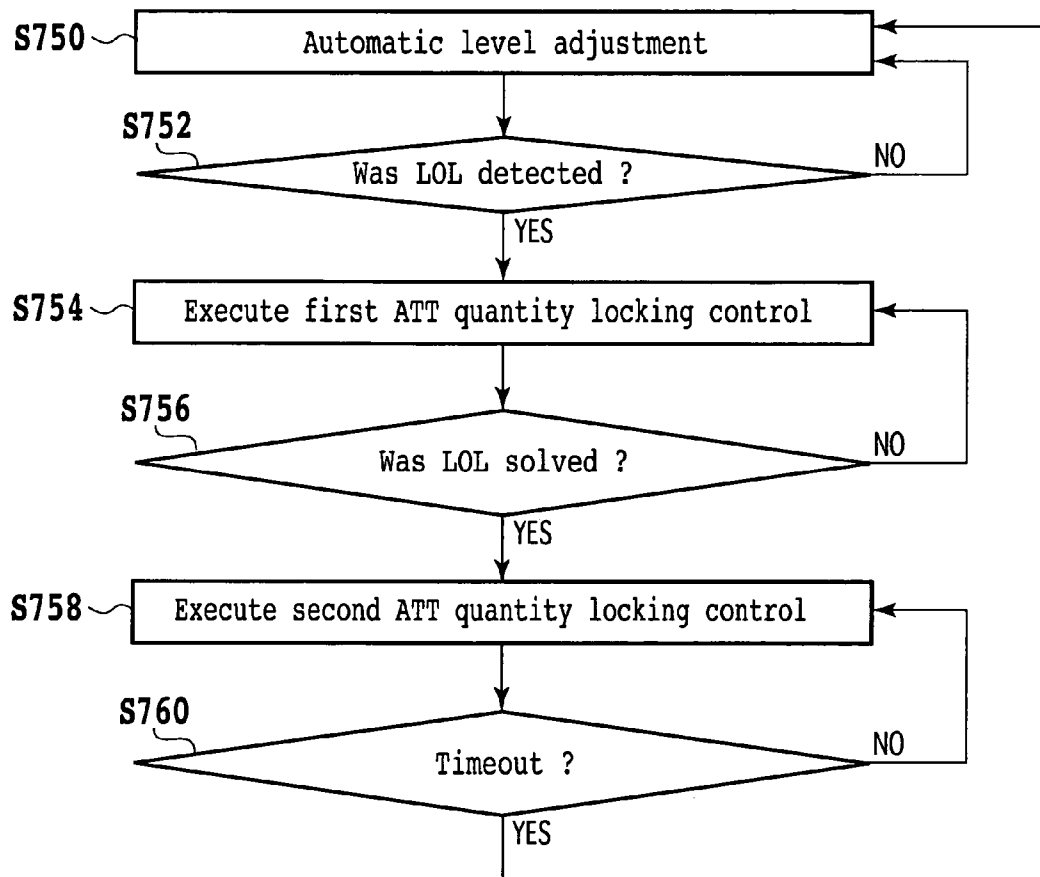 S750
Automatic level adjustment
S752
Was LOL detected ?
NO
YES
S754
Execute first ATT quantity locking control
S756
Was LOL solved ?
NO
YES
S758
Execute second ATT quantity locking control
S760
Timeout ?
NO
YES